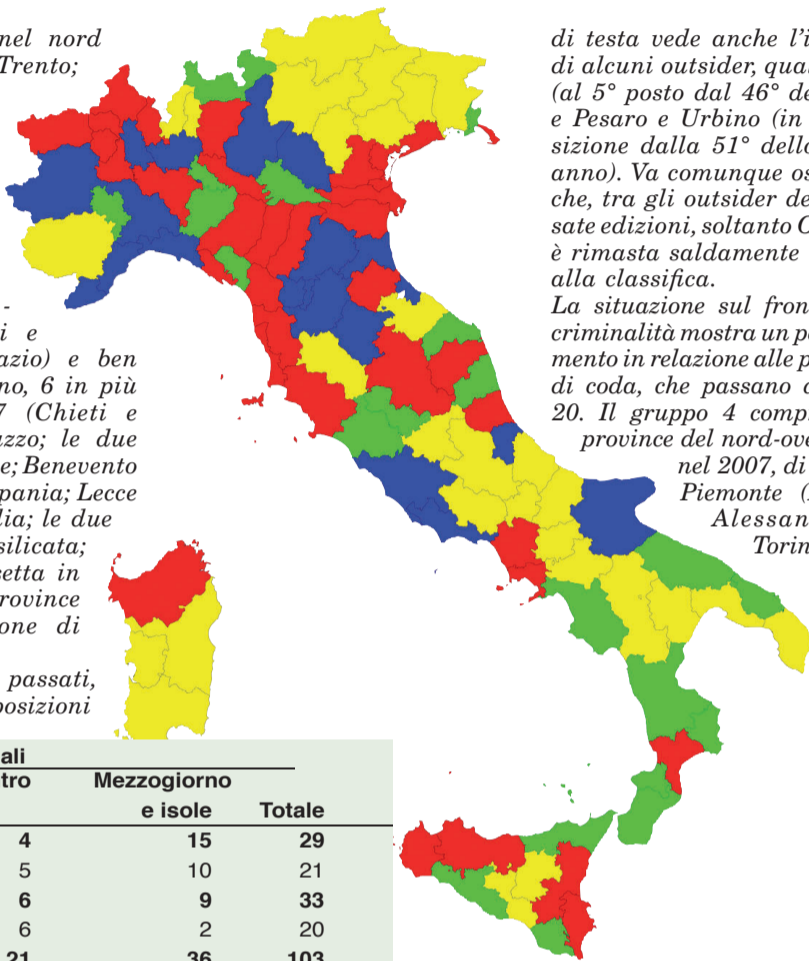 nel nord
Trento;
-
i e
azio) e ben
no, 6 in più
7 (Chieti e
azzo; le due
e; Benevento
pania; Lecce
lia; le due
silicata;
setta in
rovince
one di
passati,
posizioni
di testa vede anche l'i
di alcuni outsider, qual
(al 5° posto dal 46° de
e Pesaro e Urbino (in
sizione dalla 51° dello
anno). Va comunque os
che, tra gli outsider de
sate edizioni, soltanto C
è rimasta saldamente
alla classifica.
La situazione sul fron
criminalità mostra un p
mento in relazione alle p
di coda, che passano d
20. Il gruppo 4 comp
province del nord-ove
nel 2007, di
Piemonte (
Alessan
Torin
ali
tro Mezzogiorno
e isole Totale
4 15 29
5 10 21
6 9 33
6 2 20
21 36 103